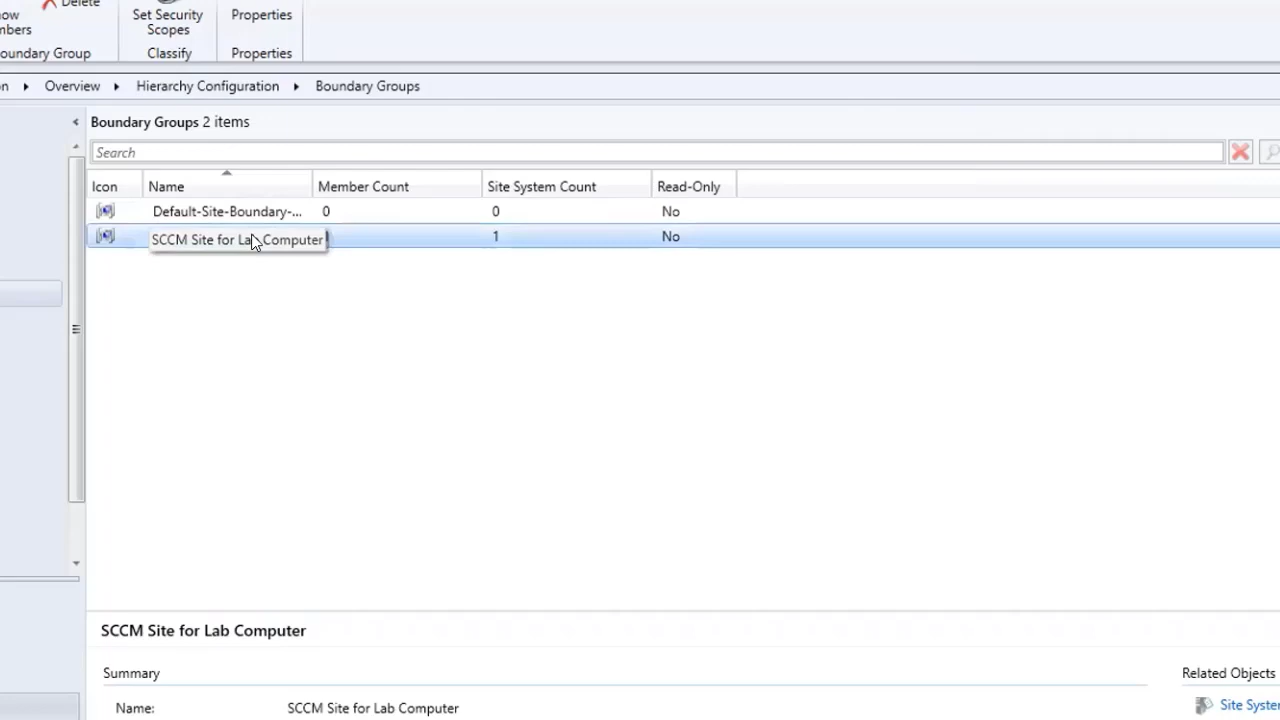 Delete
Set Security
Scopes
Properties
Classify
Properties
Overview
Hierarchy Configuration
Boundary Groups
Boundary Groups 2 items
Search
Icon
Name
Member Count
Site System Count
Read-Only
Default-Site-Boundary-...
0
0
No
SCCM Site for Lab Computer
1
No
SCCM Site for Lab Computer
Summary
Related Objects
Name:
SCCM Site for Lab Computer